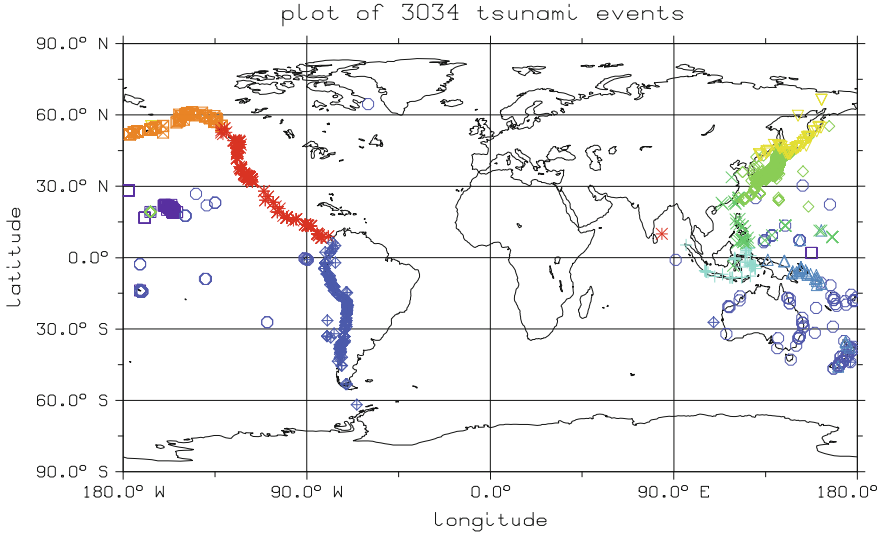 plot of 3034 tsunami events
90.0° N
60.0° N
30.0° N
0.0°
30.0° S
60.0° S
90.0° S
latitude
180.0° W
90.0° W
0.0°
90.0° E
180.0°
longitude